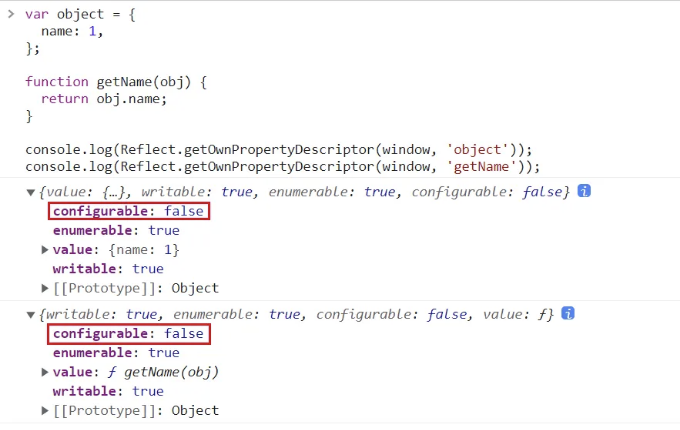 > var object = {
name: 1,
};
function getName(obj) {
return obj.name;
}
console.log(Reflect.getOwnPropertyDescriptor(window, 'object'));
console.log(Reflect.getOwnPropertyDescriptor(window, 'getName'));
▼{value: {…}, writable: true, enumerable: true, configurable: false} i
configurable: false
enumerable: true
▶value: {name: 1}
writable: true
▶[[Prototype]]: Object
▼{writable: true, enumerable: true, configurable: false, value: ƒ} i
configurable: false
enumerable: true
▶value: ƒ getName(obj)
writable: true
▶[[Prototype]]: Object